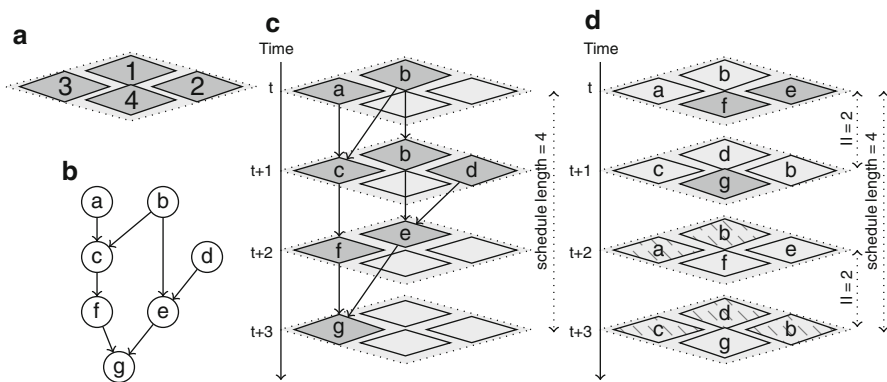 a
1
3 2
4
b
a b
c d
f e
g
c
Time
t
a b
t+1
c b d
t+2
f e
t+3
g
schedule length = 4
d
Time
t
b
a e
f
t+1
d
c b
g
t+2
b
a e
f
t+3
d
c b
g
II = 2
II = 2
schedule length = 4